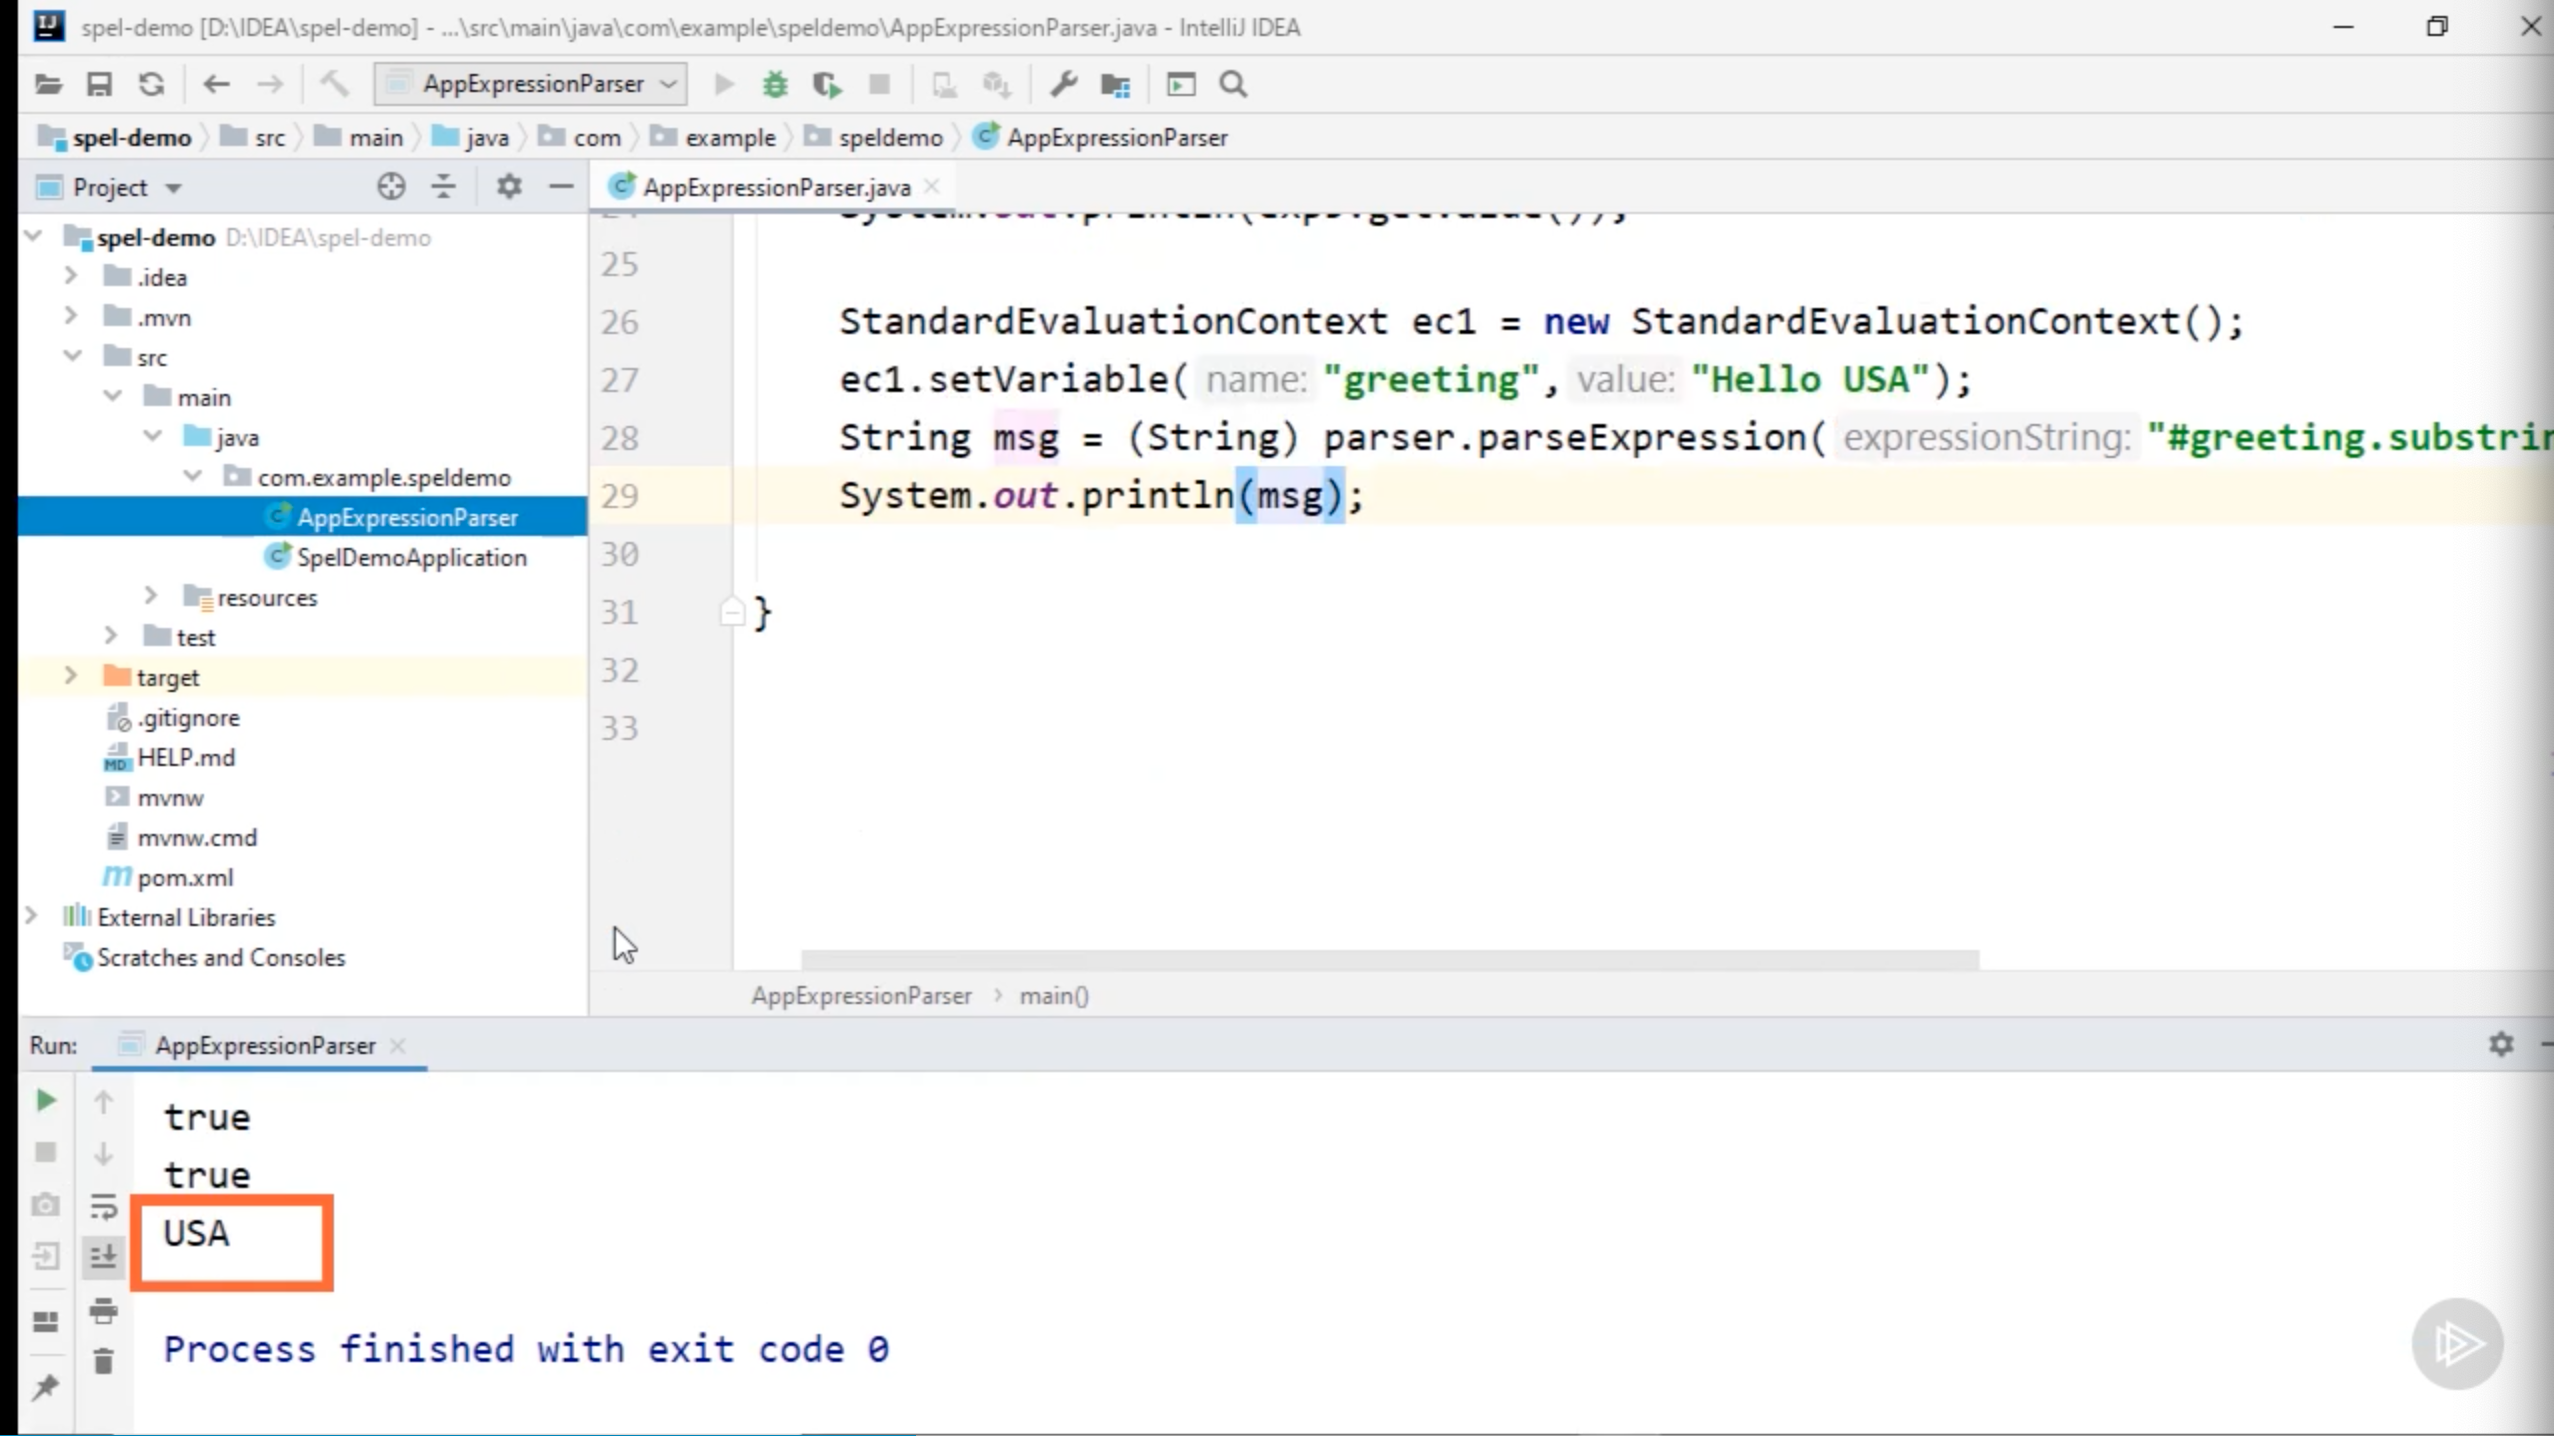 spel-demo [D:\IDEA\spel-demo] - ...\src\main\java\com\example\speldemo\AppExpressionParser.java - IntelliJ IDEA
AppExpressionParser
spel-demo src main java com example speldemo AppExpressionParser
Project
AppExpressionParser.java
spel-demo D:\IDEA\spel-demo
.idea
.mvn
src
main
java
com.example.speldemo
AppExpressionParser
SpelDemoApplication
resources
test
target
.gitignore
HELP.md
mvnw
mvnw.cmd
pom.xml
External Libraries
Scratches and Consoles
25
26 StandardEvaluationContext ec1 = new StandardEvaluationContext();
27 ec1.setVariable( name: "greeting", value: "Hello USA");
28 String msg = (String) parser.parseExpression( expressionString: "#greeting.substrin
29 System.out.println(msg);
30
31 }
32
33
AppExpressionParser > main()
Run: AppExpressionParser
true
true
USA
Process finished with exit code 0